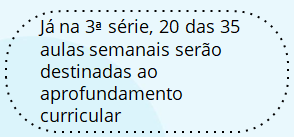 Já na 3ª série, 20 das 35
aulas semanais serão
destinadas ao
aprofundamento
curricular